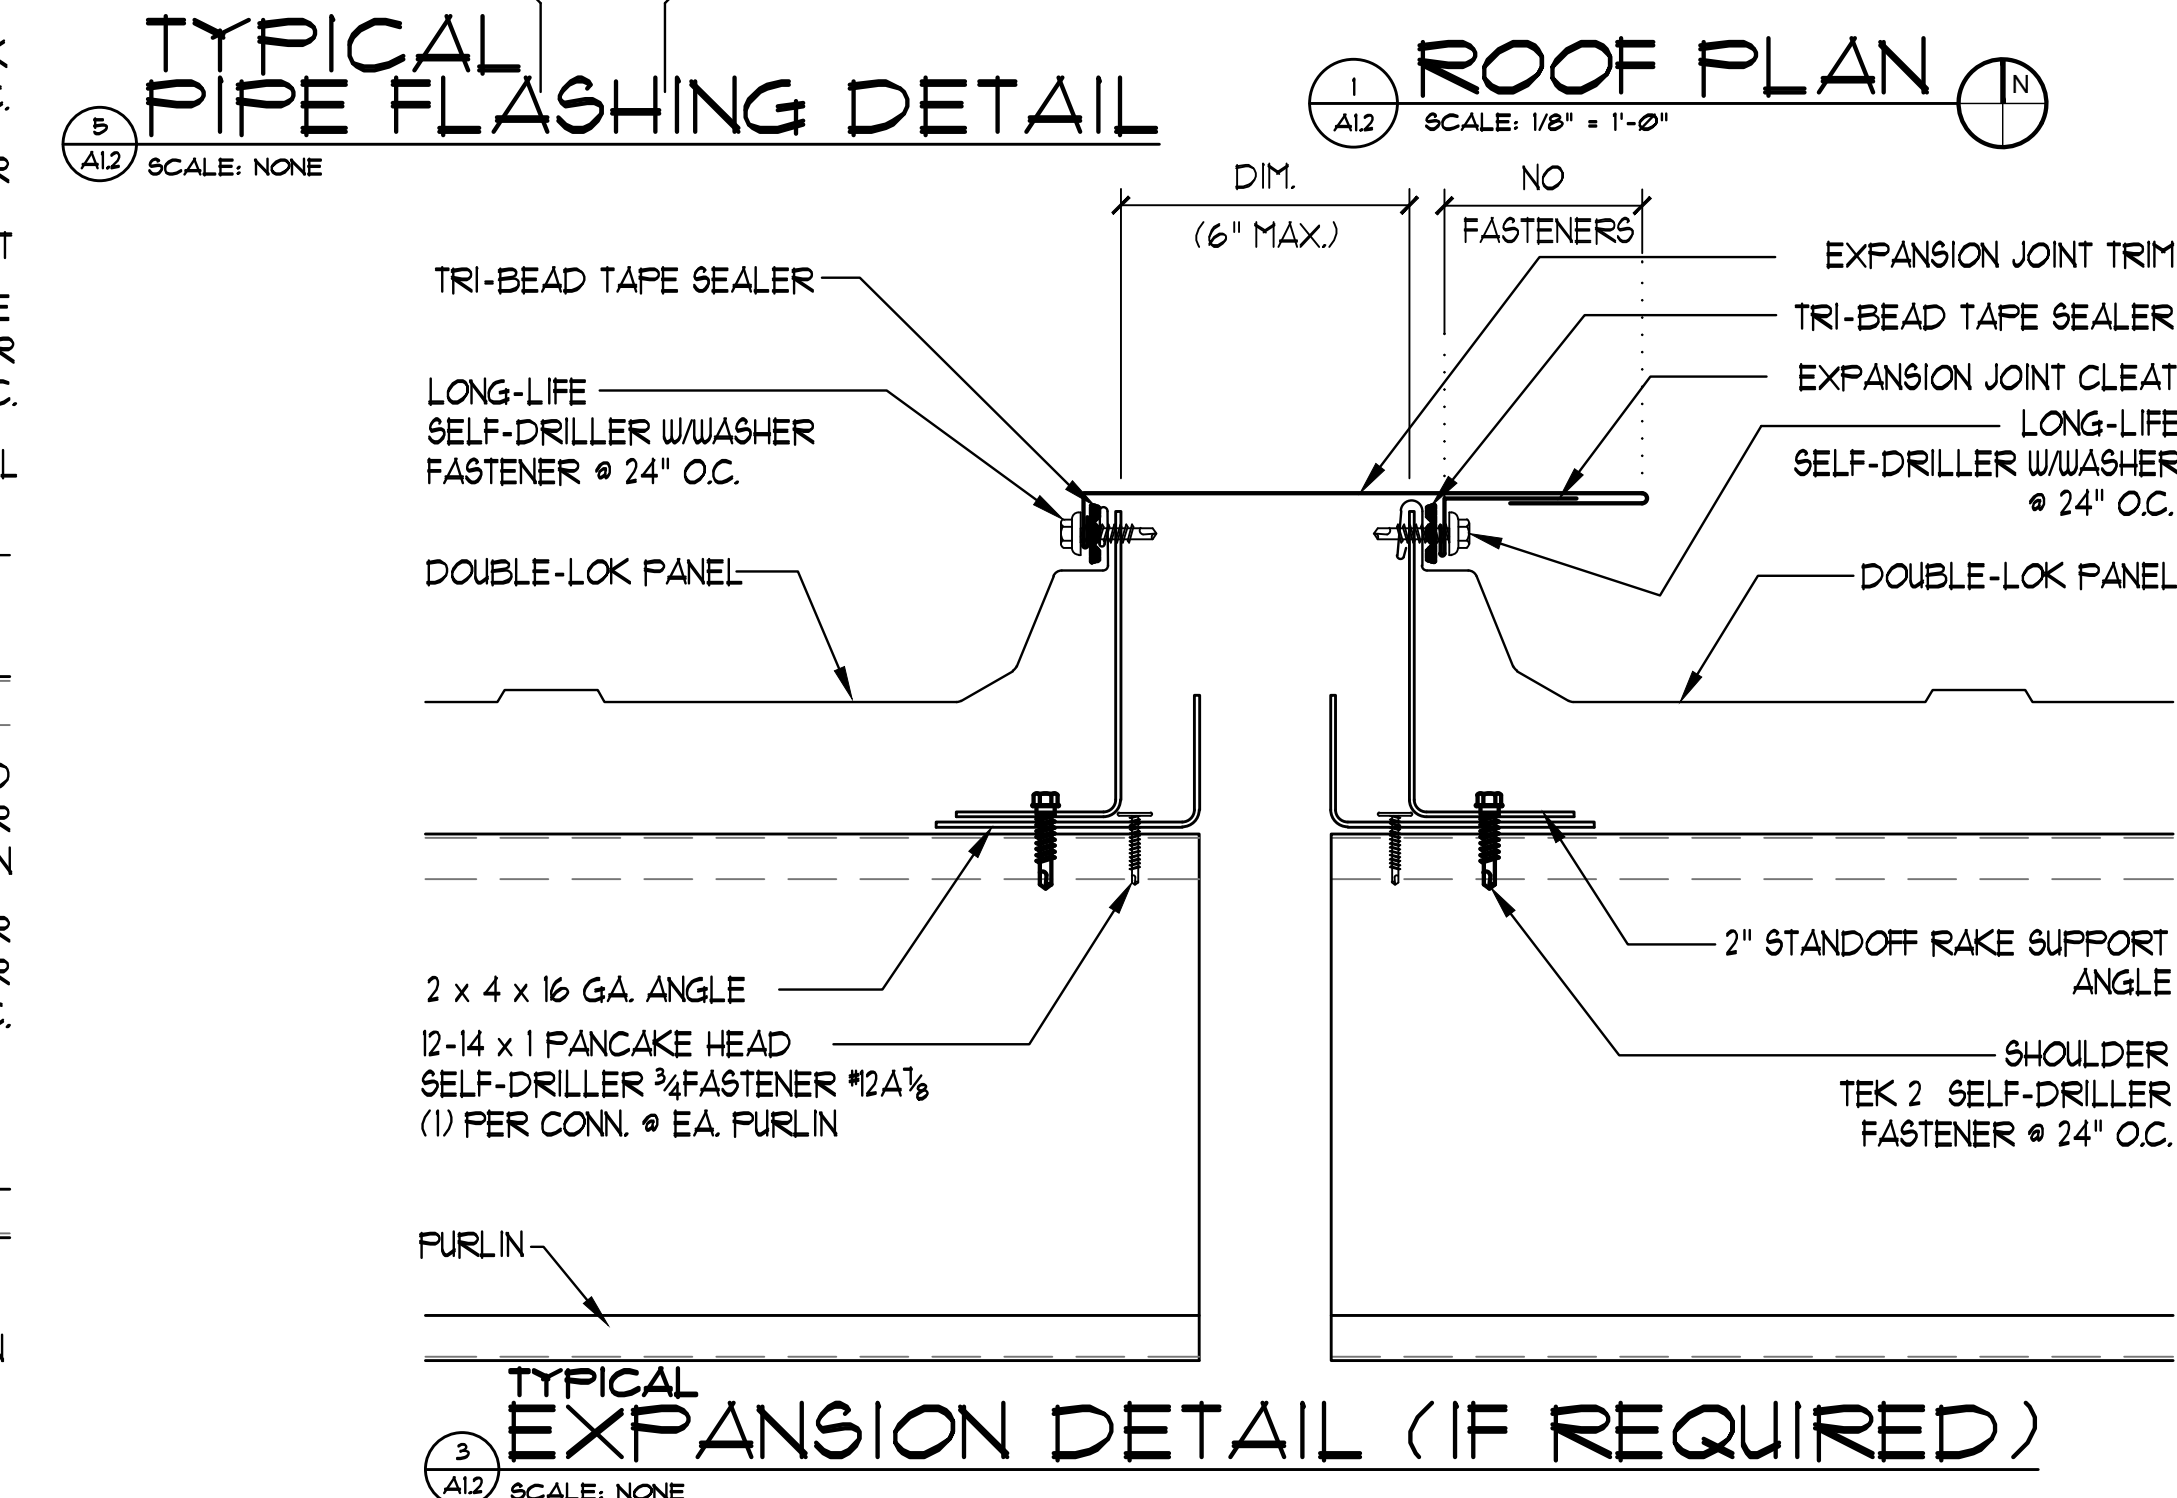 TYPICAL
PIPE FLASHING DETAIL
5
A1.2
SCALE: NONE
1
A1.2
ROOF PLAN
SCALE: 1/8" = 1'-0"
N
DIM.
(6" MAX.)
NO
FASTENERS
TRI-BEAD TAPE SEALER
LONG-LIFE
SELF-DRILLER W/WASHER
FASTENER @ 24" O.C.
DOUBLE-LOK PANEL
EXPANSION JOINT TRIM
TRI-BEAD TAPE SEALER
EXPANSION JOINT CLEAT
LONG-LIFE
SELF-DRILLER W/WASHER
@ 24" O.C.
DOUBLE-LOK PANEL
2 x 4 x 16 GA. ANGLE
12-14 x 1 PANCAKE HEAD
SELF-DRILLER 3/4FASTENER #12A7/8
(1) PER CONN. @ EA. PURLIN
PURLIN
2" STANDOFF RAKE SUPPORT
ANGLE
SHOULDER
TEK 2 SELF-DRILLER
FASTENER @ 24" O.C.
TYPICAL
EXPANSION DETAIL (IF REQUIRED)
3
A1.2
SCALE: NONE